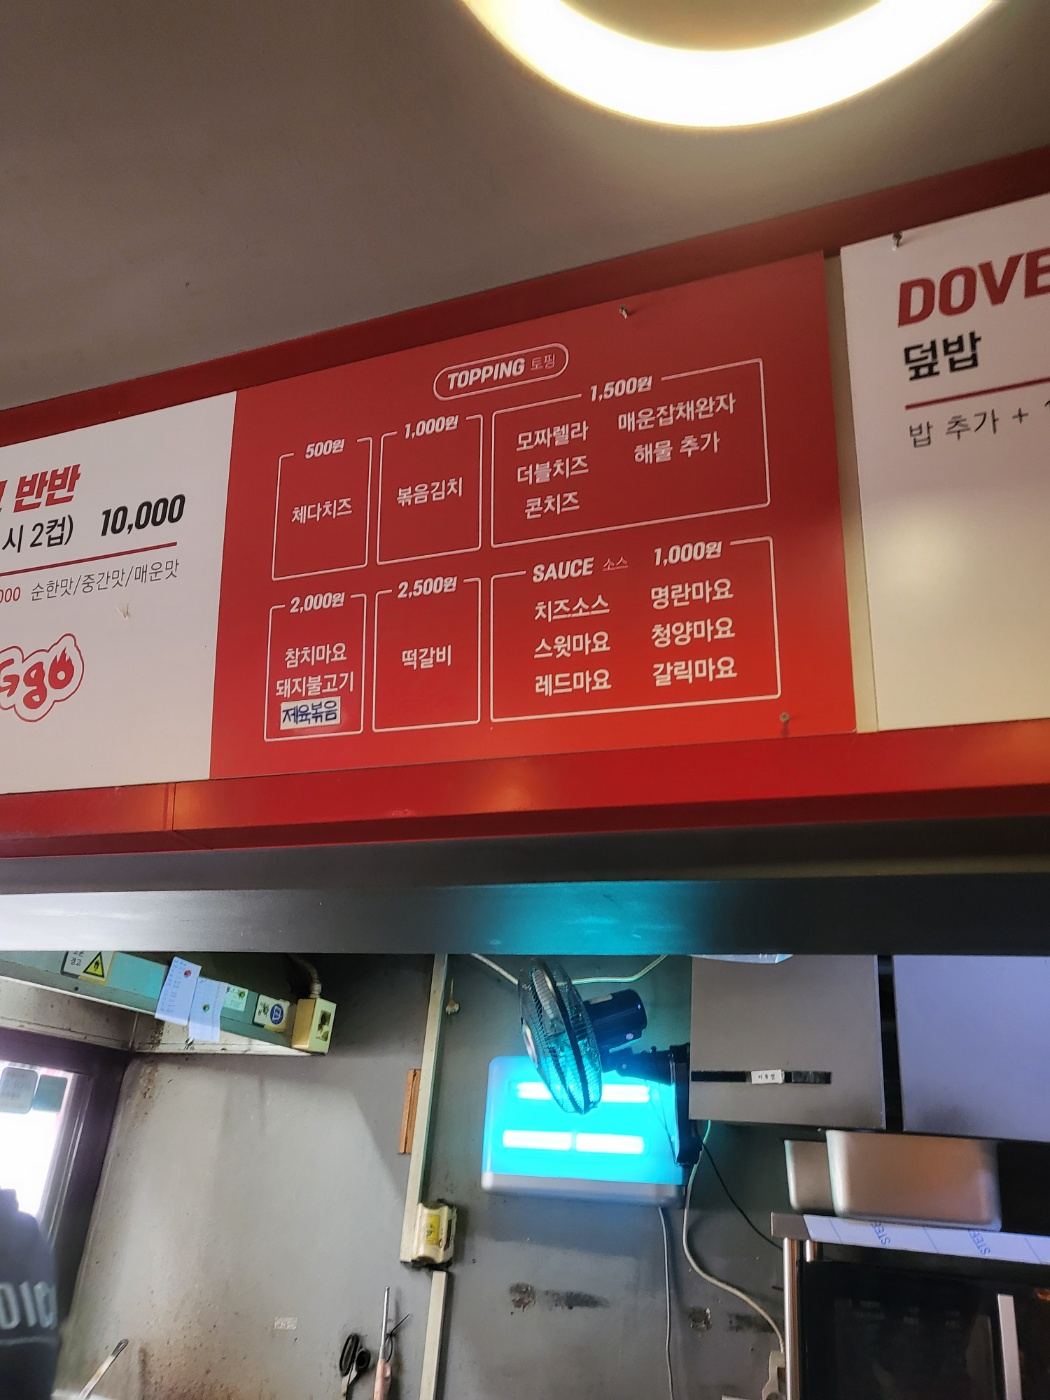 반반
시 2컵) 10,000
000 순한맛/중간맛/매운맛
Ggo
TOPPING 토핑
500원
체다치즈
1,000원
볶음김치
1,500원
모짜렐라 매운잡채완자
더블치즈 해물 추가
콘치즈
2,000원
참치마요
돼지불고기
제육볶음
2,500원
떡갈비
SAUCE 소스 1,000원
치즈소스 명란마요
스윗마요 청양마요
레드마요 갈릭마요
DOVE
덮밥
밥 추가 +